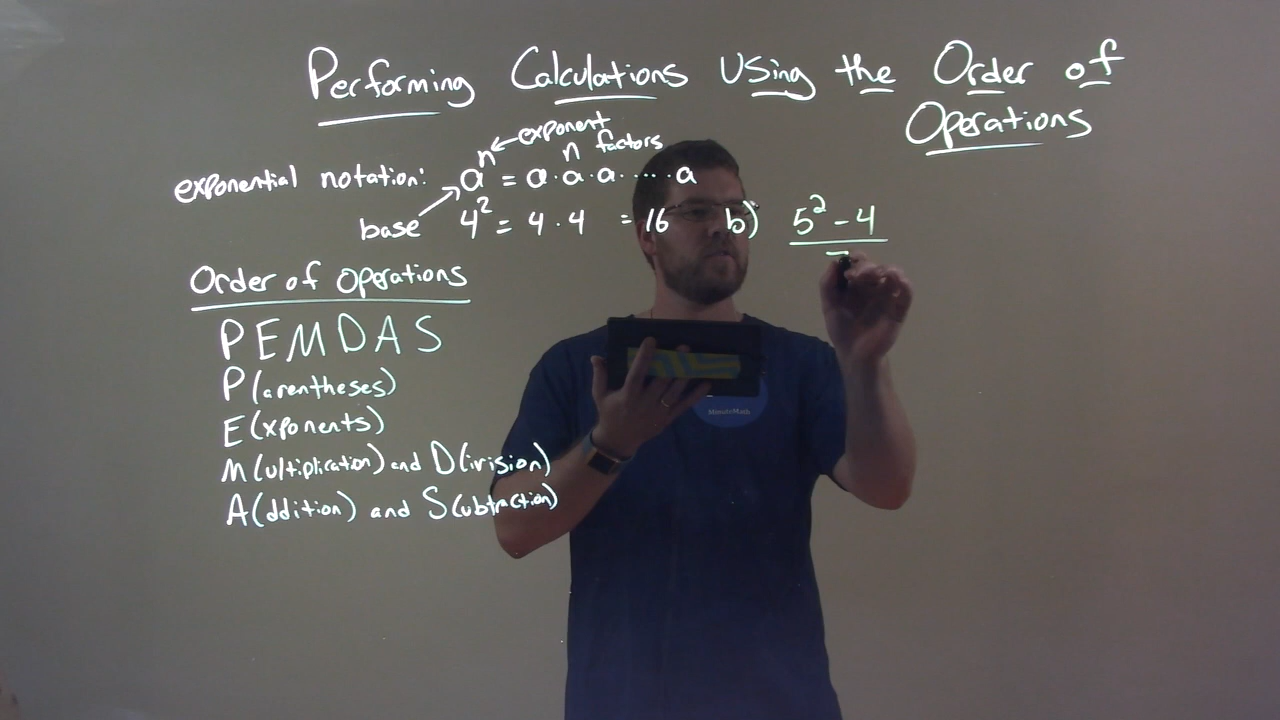 Performing Calculations Using the Order of
Operations
exponent
n factors
exponential notation: aⁿ = a·a·a·....·a
base
4² = 4·4 = 16
b) 5² - 4
Order of Operations
PEMDAS
P(arentheses)
E(xponents)
M(ultiplication) and D(ivision)
A(ddition) and S(ubtraction)
MinuteMath